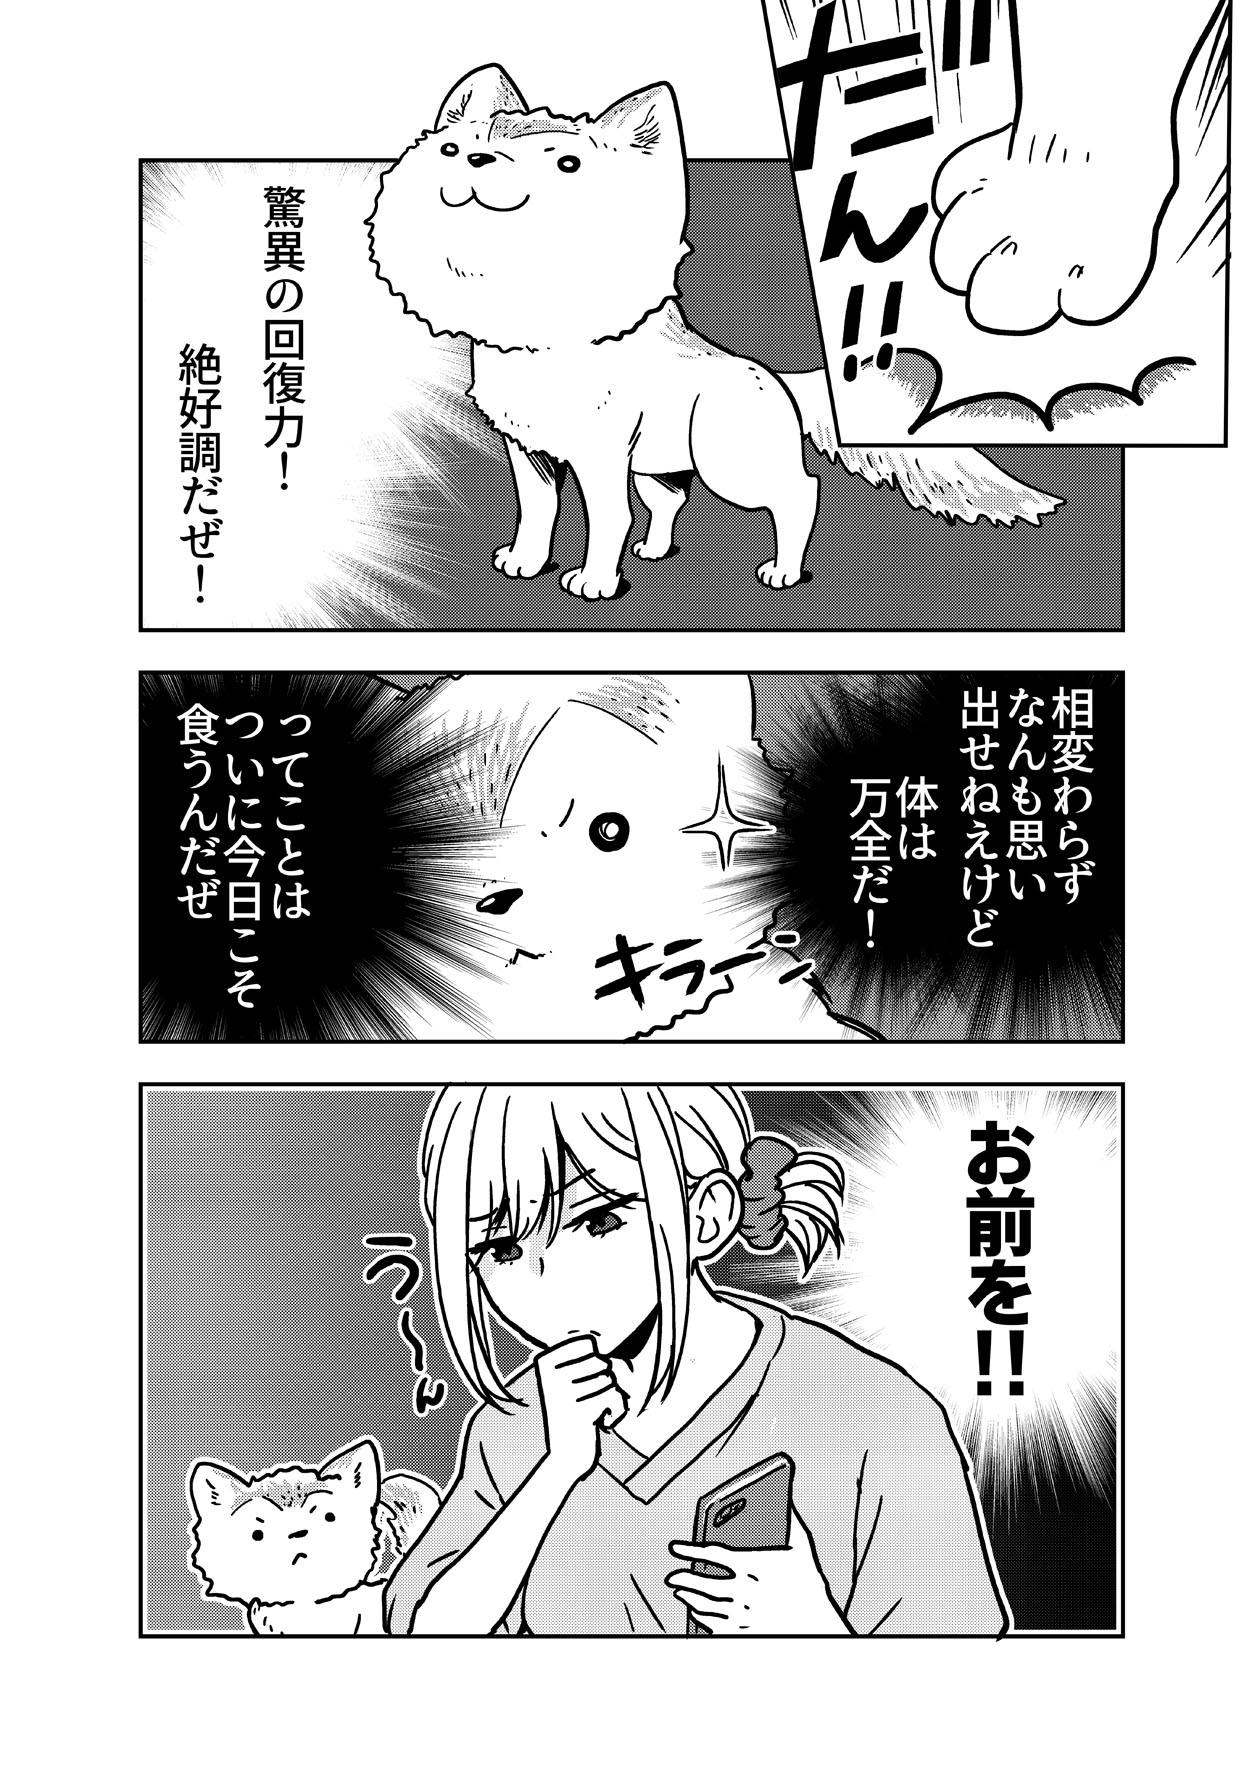 だん!!
驚異の回復力！
絶好調だぜ！
相変わらず
なんも思い
出せねえけど
体は
万全だ！
キラーン
ってことは
ついに今日こそ
食うんだぜ
お前を!!
う〜ん